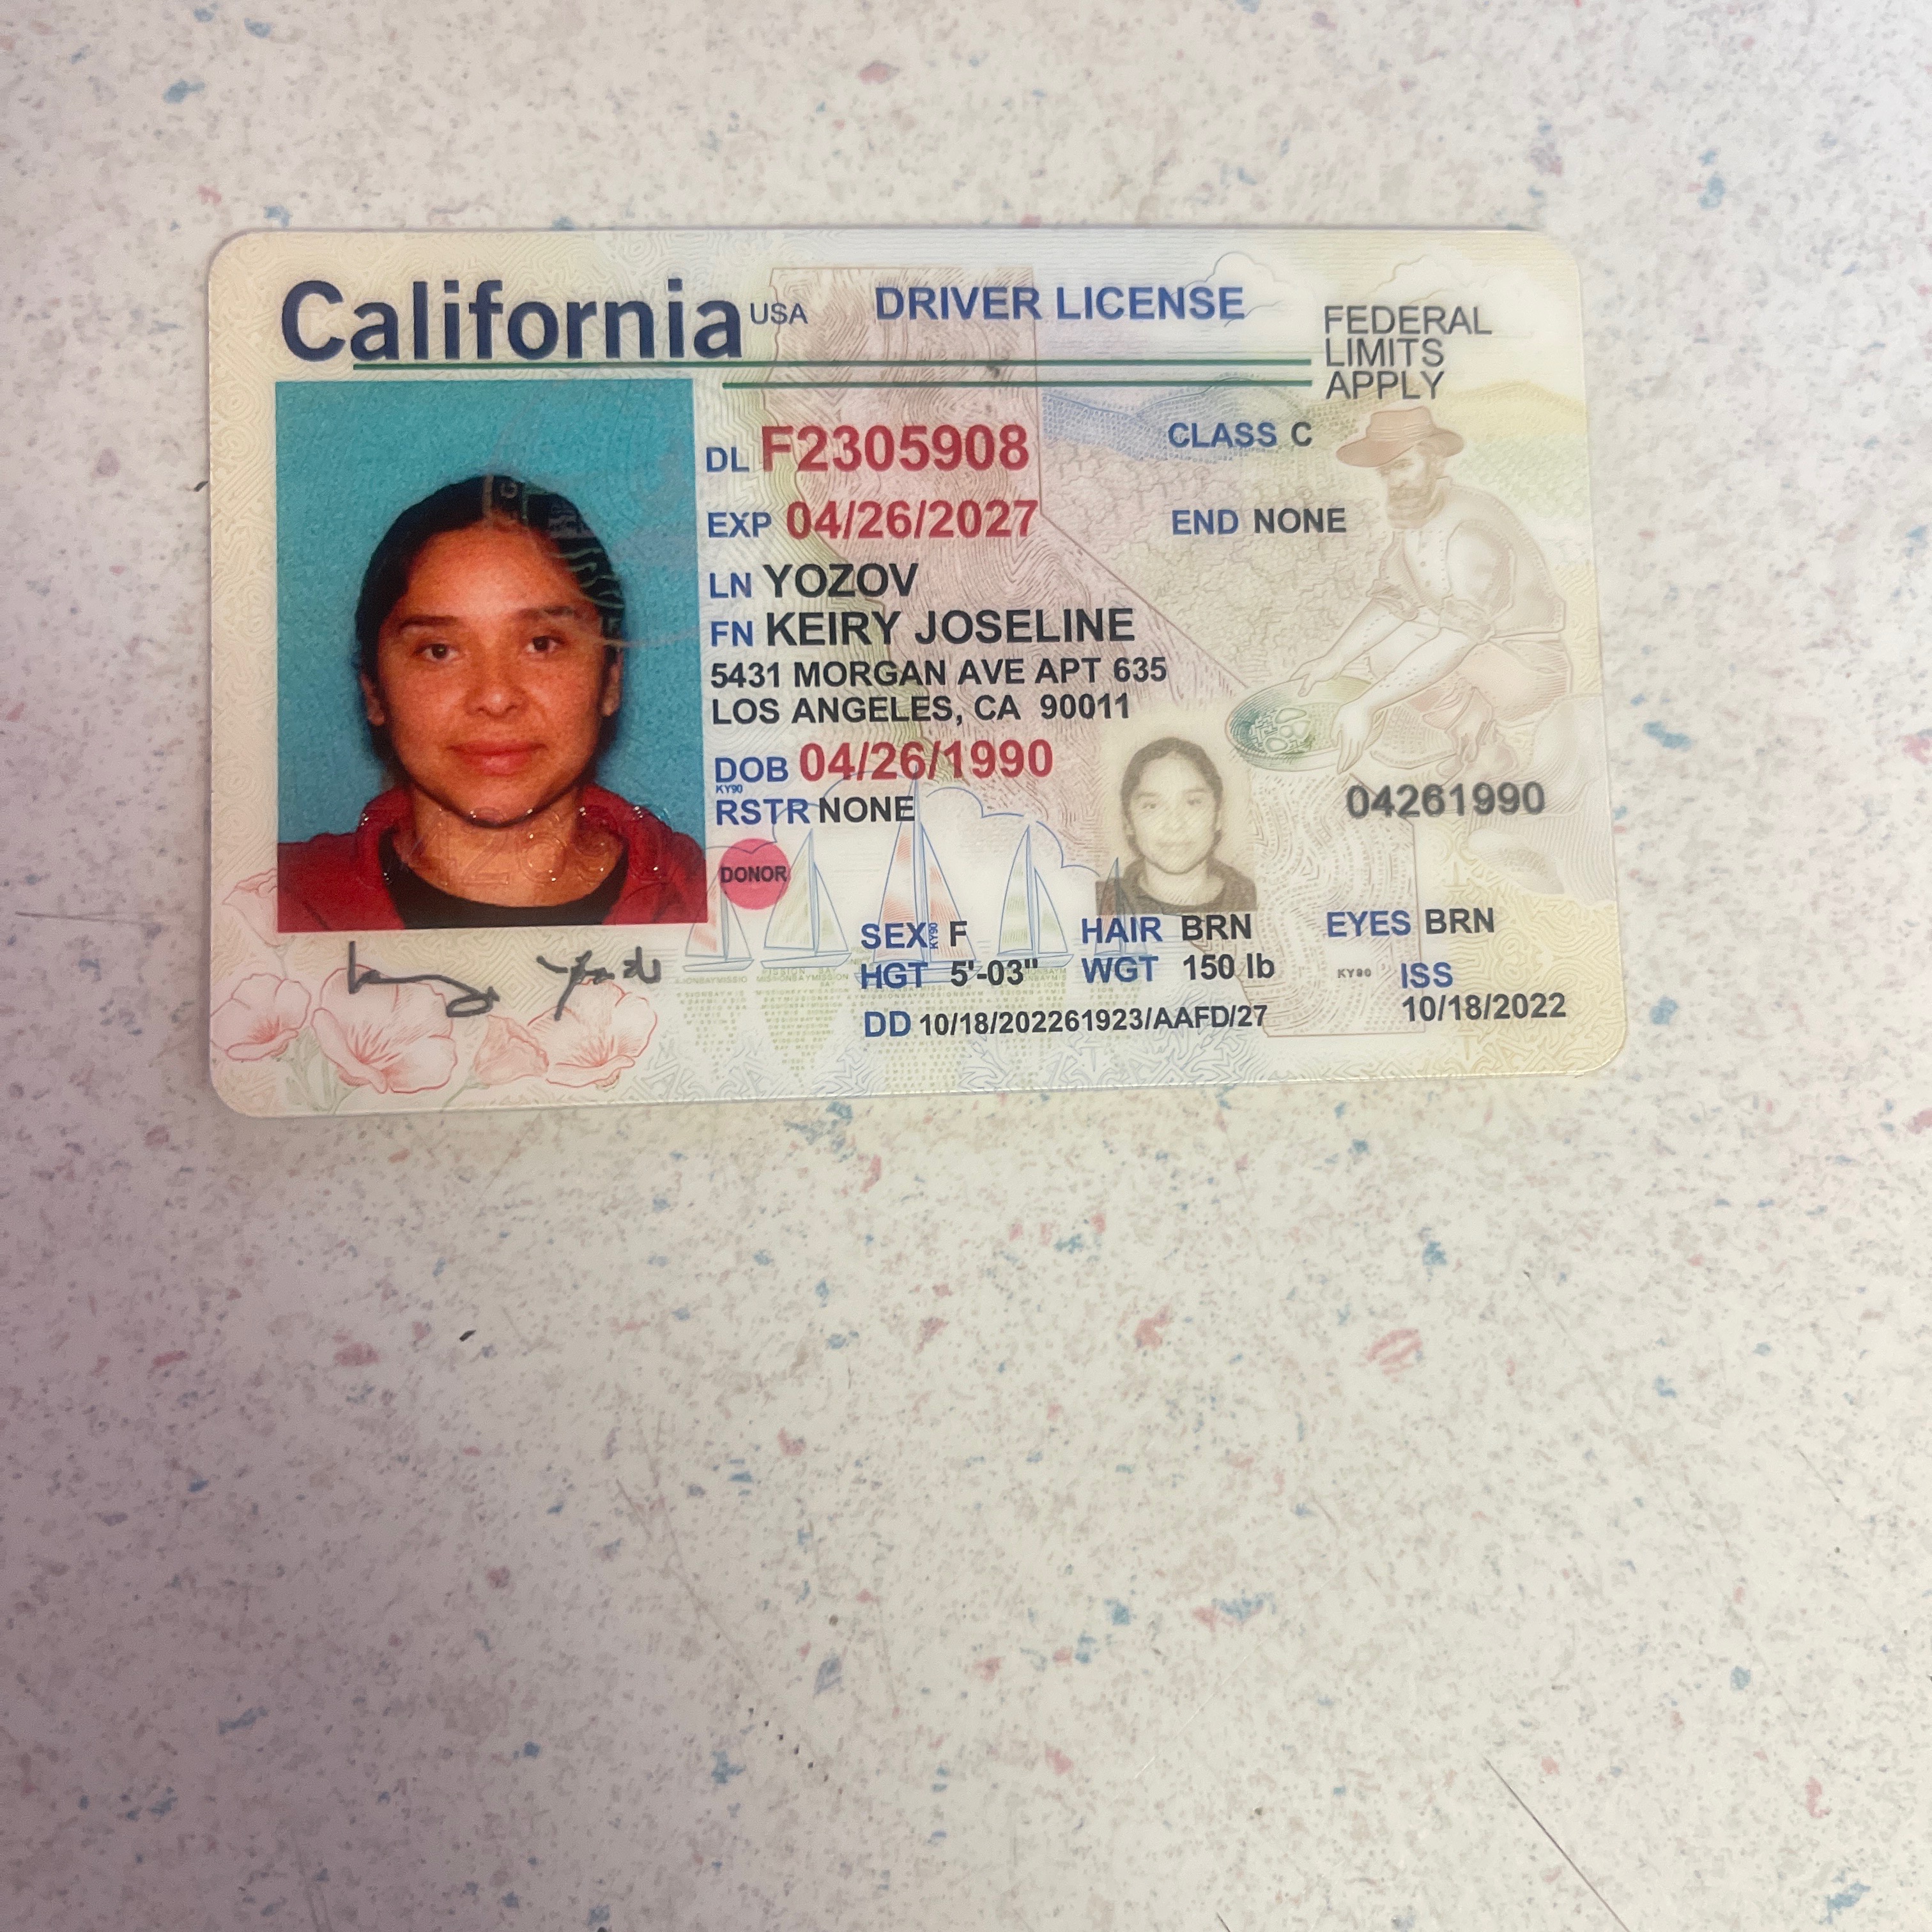 California USA DRIVER LICENSE
FEDERAL
LIMITS
APPLY
DL F2305908
CLASS C
EXP 04/26/2027
END NONE
LN YOZOV
FN KEIRY JOSELINE
5431 MORGAN AVE APT 635
LOS ANGELES, CA 90011
DOB 04/26/1990
KY90
RSTR NONE
04261990
DONOR
SEX F
KY90
HAIR BRN
EYES BRN
HGT 5'-03"
WGT 150 lb
KY90
ISS
10/18/2022
DD 10/18/202261923/AAFD/27